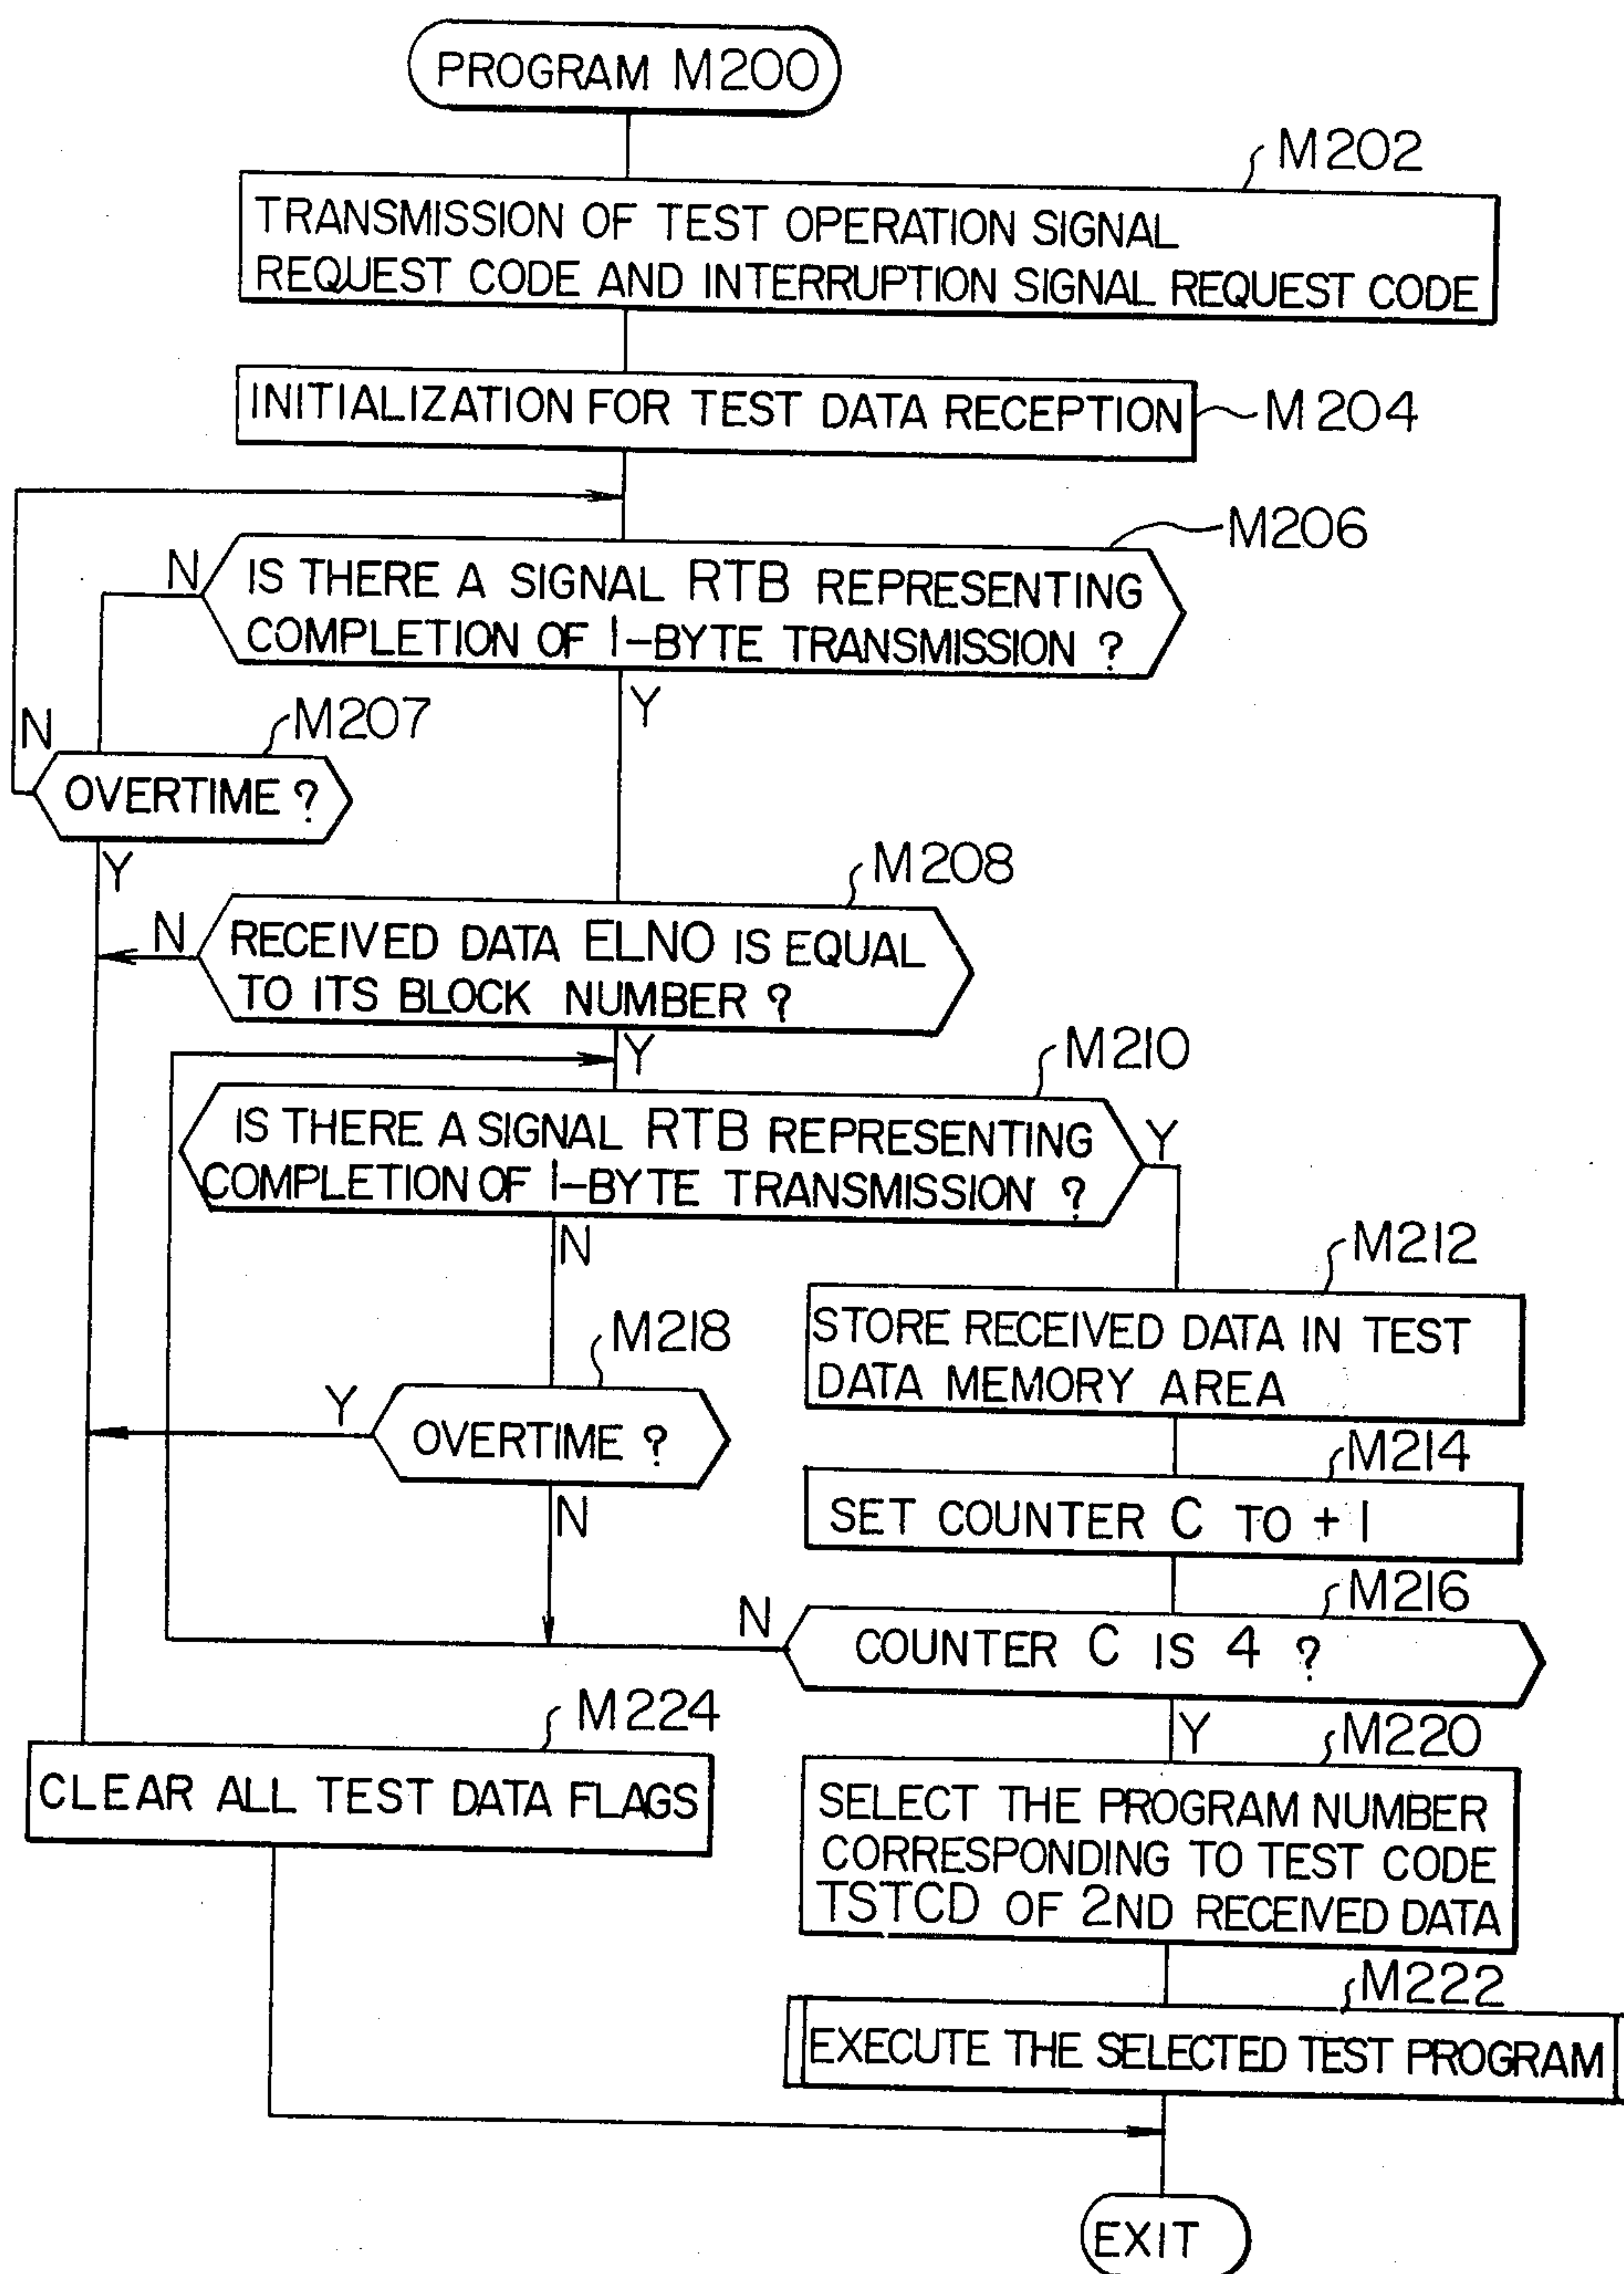 PROGRAM M200
M202
TRANSMISSION OF TEST OPERATION SIGNAL
REQUEST CODE AND INTERRUPTION SIGNAL REQUEST CODE
INITIALIZATION FOR TEST DATA RECEPTION
M204
M206
N
IS THERE A SIGNAL RTB REPRESENTING
COMPLETION OF 1-BYTE TRANSMISSION ?
Y
N
M207
OVERTIME ?
Y
M208
N
RECEIVED DATA ELNO IS EQUAL
TO ITS BLOCK NUMBER ?
Y
M210
IS THERE A SIGNAL RTB REPRESENTING
COMPLETION OF 1-BYTE TRANSMISSION ?
Y
N
M212
STORE RECEIVED DATA IN TEST
DATA MEMORY AREA
M218
Y
OVERTIME ?
N
M214
SET COUNTER C TO + 1
M216
N
COUNTER C IS 4 ?
Y
M224
CLEAR ALL TEST DATA FLAGS
M220
SELECT THE PROGRAM NUMBER
CORRESPONDING TO TEST CODE
TSTCD OF 2ND RECEIVED DATA
M222
EXECUTE THE SELECTED TEST PROGRAM
EXIT